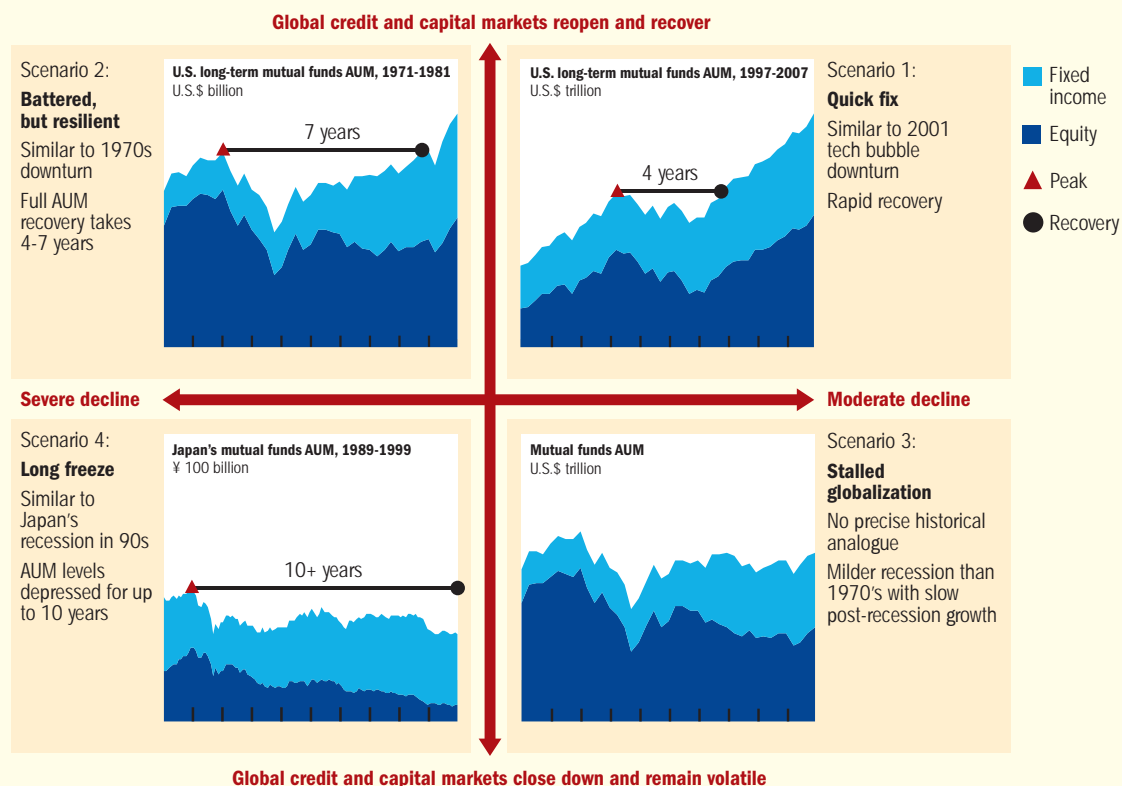 Global credit and capital markets reopen and recover
Scenario 2:
Battered,
but resilient
Similar to 1970s
downturn
Full AUM
recovery takes
4-7 years
U.S. long-term mutual funds AUM, 1971-1981
U.S.$ billion
7 years
U.S. long-term mutual funds AUM, 1997-2007
U.S.$ trillion
4 years
Scenario 1:
Quick fix
Similar to 2001
tech bubble
downturn
Rapid recovery
Fixed
income
Equity
Peak
Recovery
Severe decline
Moderate decline
Scenario 4:
Long freeze
Similar to
Japan's
recession in 90s
AUM levels
depressed for up
to 10 years
Japan's mutual funds AUM, 1989-1999
¥ 100 billion
10+ years
Mutual funds AUM
U.S.$ trillion
Scenario 3:
Stalled
globalization
No precise historical
analogue
Milder recession than
1970's with slow
post-recession growth
Global credit and capital markets close down and remain volatile